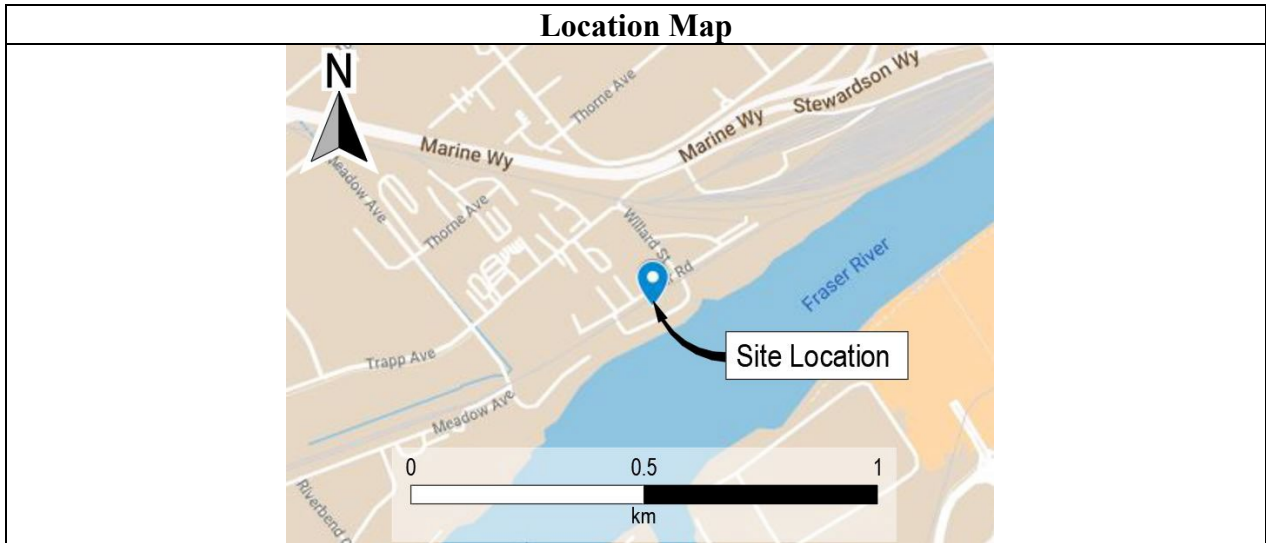 Location Map
N
Thorne Ave
Stewardson Wy
Marine Wy
Marine Wy
Meadow Ave
Thorne Ave
Willard St
Rd
Fraser River
Site Location
Trapp Ave
Meadow Ave
0 0.5 1
km
Riverbend